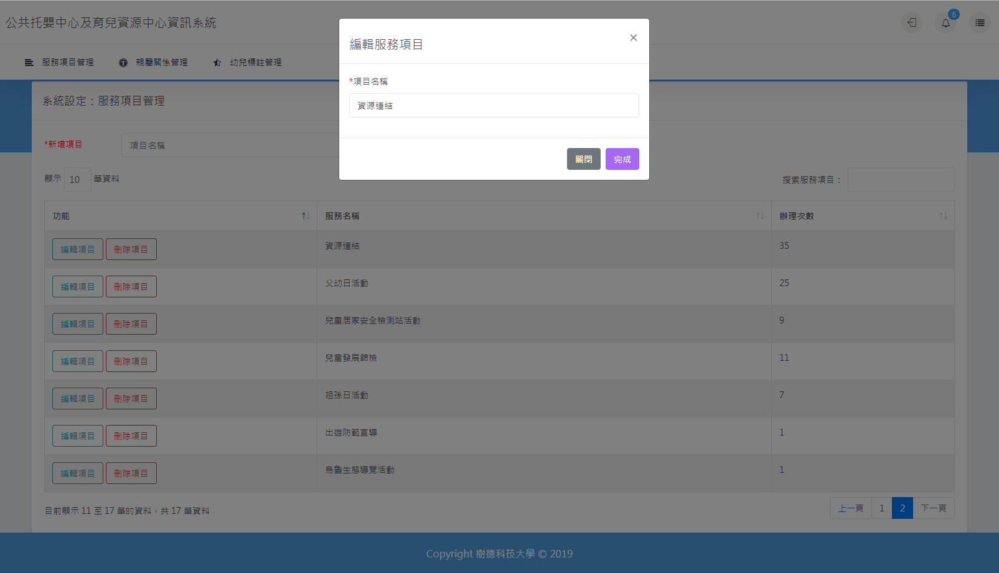 公共托嬰中心及育兒資源中心資訊系統
6
服務項目管理 親屬關係管理 幼兒標註管理
編輯服務項目
×
*項目名稱
資源連結
關閉 完成
系統設定：服務項目管理
*新增項目 項目名稱
顯示 10 筆資料 搜索服務項目：
功能 服務名稱 辦理次數
編輯項目 刪除項目 資源連結 35
編輯項目 刪除項目 父幼日活動 25
編輯項目 刪除項目 兒童居家安全檢測站活動 9
編輯項目 刪除項目 兒童發展篩檢 11
編輯項目 刪除項目 祖孫日活動 7
編輯項目 刪除項目 出遊防範宣導 1
編輯項目 刪除項目 烏龜生態導覽活動 1
目前顯示 11 至 17 筆的資料，共 17 筆資料 上一頁 1 2 下一頁
Copyright 樹德科技大學 © 2019